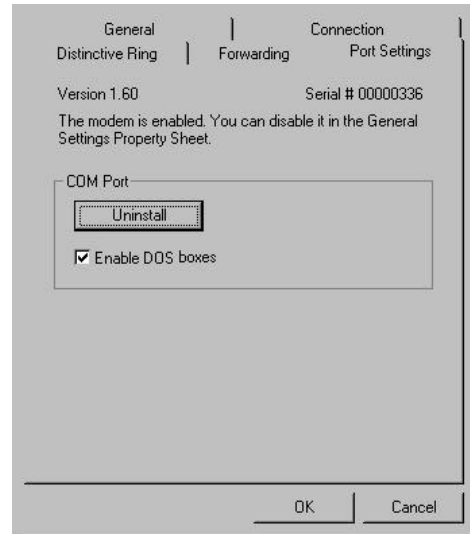 General Connection
Distinctive Ring Forwarding Port Settings
Version 1.60 Serial # 00000336
The modem is enabled. You can disable it in the General
Settings Property Sheet.
COM Port
Uninstall
Enable DOS boxes
OK Cancel